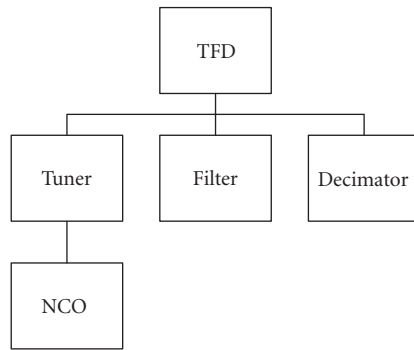 TFD
Tuner
Filter
Decimator
NCO